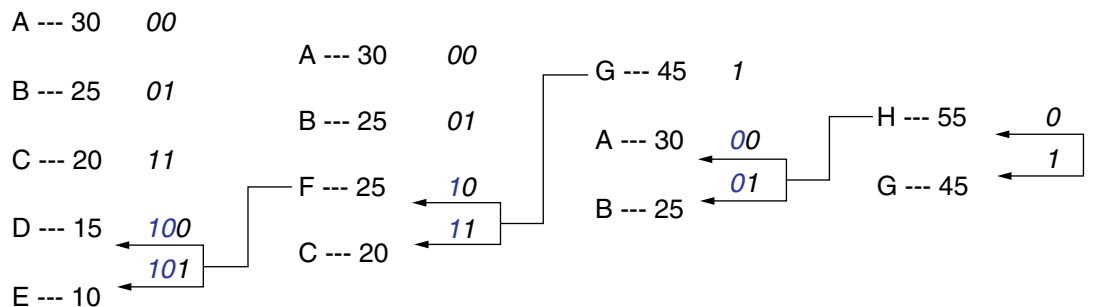 A --- 30 00
B --- 25 01
C --- 20 11
D --- 15 100
E --- 10 101
A --- 30 00
B --- 25 01
F --- 25 10
C --- 20 11
G --- 45 1
A --- 30 00
B --- 25 01
H --- 55 0
G --- 45 1